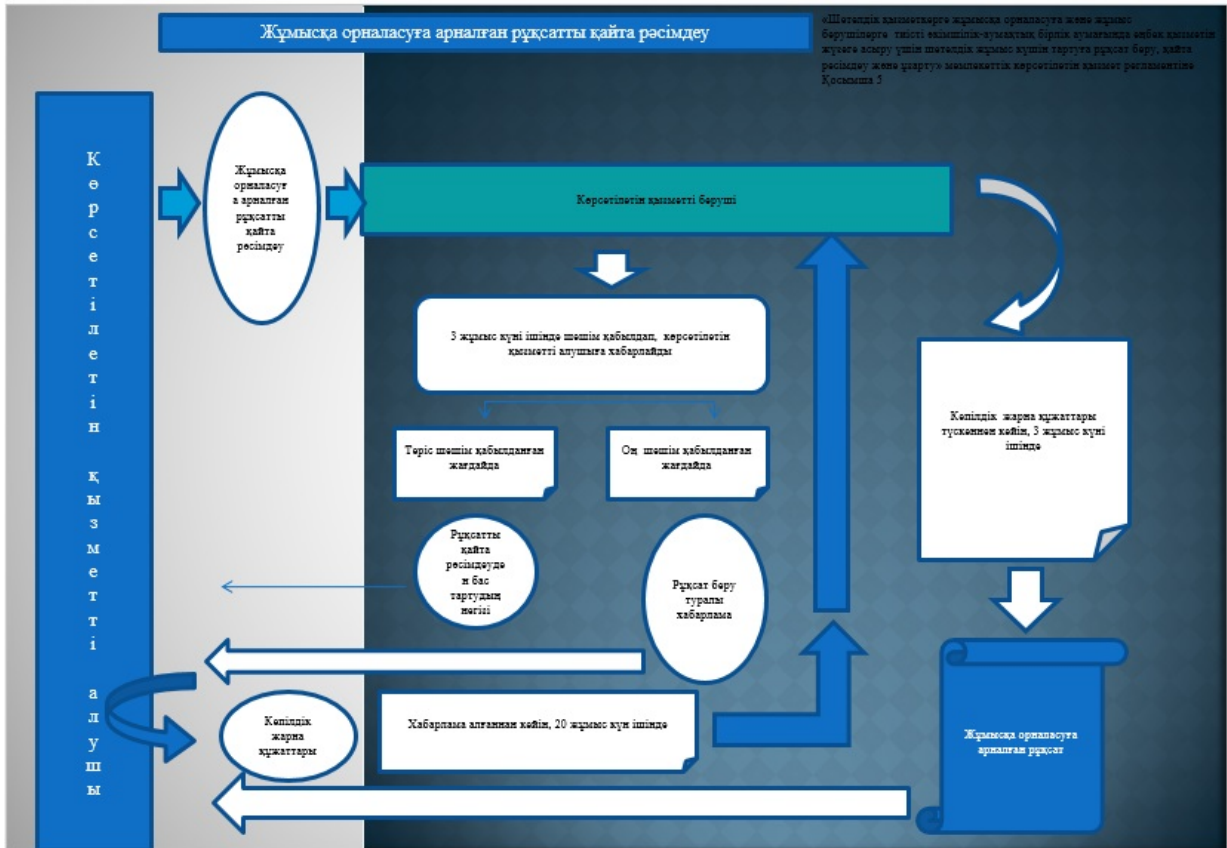 Жұмысқа орналасуға арналған рұқсатты қайта рәсімдеу
«Шетелдік қызметкерге жұмысқа орналасуға және жұмыс
берушілерге тиісті әкімшілік-аумақтық бірлік аумағында еңбек қызметін
жүзеге асыру үшін шетелдік жұмыс күшін тартуға рұқсат беру, қайта
ресімдеу және ұзарту» мемлекеттік көрсетілетін қызмет регламентіне
Қосымша 5
Көрсетілетін қызметті алушы
Жұмысқа
орналасуғ
а арналған
рұқсатты
қайта
рәсімдеу
Көрсетілетін қызметті беруші
3 жұмыс күні ішінде шешім қабылдап, көрсетілетін
қызметті алушыға хабарлайды
Теріс шешім қабылданған
жағдайда
Оң шешім қабылданған
жағдайда
Кепілдік жарна құжаттары
түскеннен кейін, 3 жұмыс күні
ішінде
Рұқсатты
қайта
рәсімдеуде
н бас
тартудың
негізі
Рұқсат беру
туралы
хабарлама
Кепілдік
жарна
құжаттары
Хабарлама алғаннан кейін, 20 жұмыс күн ішінде
Жұмысқа орналасуға
арналған рұқсат